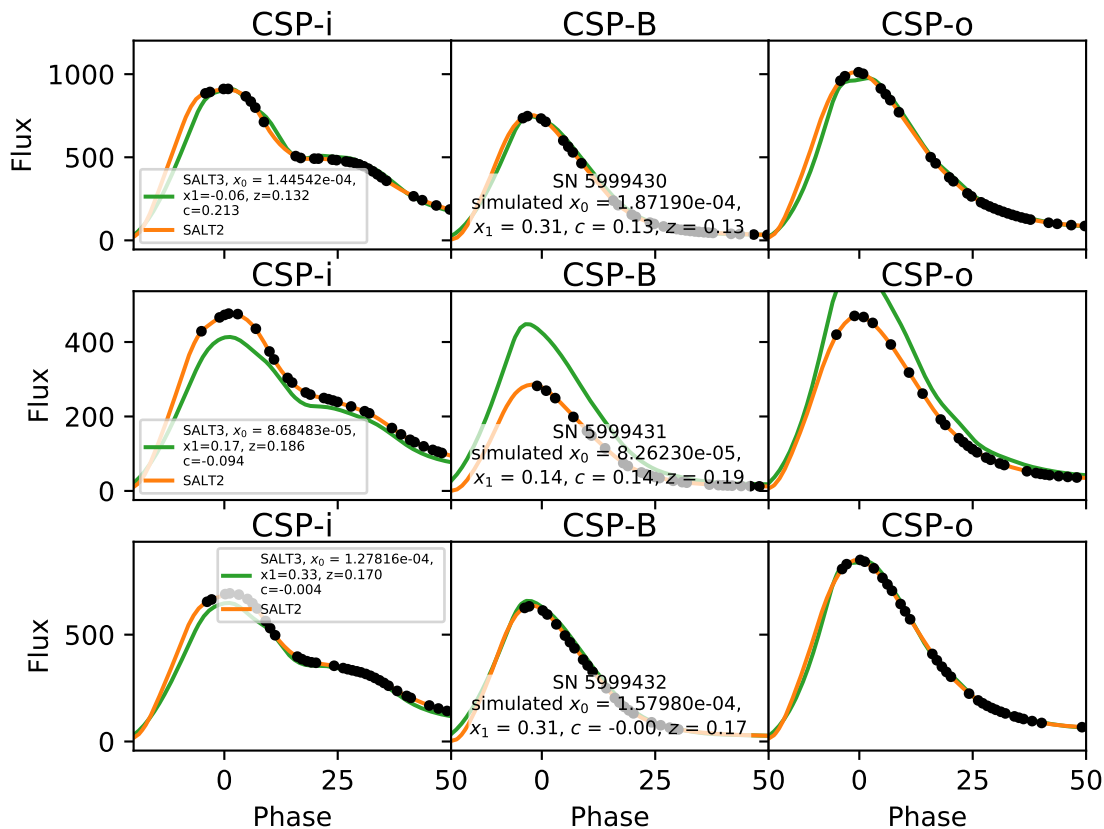 CSP-i
CSP-B
CSP-o
Flux
1000
500
0
SALT3, x0 = 1.44542e-04,
x1=-0.06, z=0.132
c=0.213
SALT2
SN 5999430
simulated x0 = 1.87190e-04,
x1 = 0.31, c = 0.13, z = 0.13
CSP-i
CSP-B
CSP-o
Flux
400
200
0
SALT3, x0 = 8.68483e-05,
x1=0.17, z=0.186
c=-0.094
SALT2
SN 5999431
simulated x0 = 8.26230e-05,
x1 = 0.14, c = 0.14, z = 0.19
CSP-i
CSP-B
CSP-o
Flux
500
0
SALT3, x0 = 1.27816e-04,
x1=0.33, z=0.170
c=-0.004
SALT2
SN 5999432
simulated x0 = 1.57980e-04,
x1 = 0.31, c = -0.00, z = 0.17
0 25 50 0 25 50 0 25 50
Phase Phase Phase